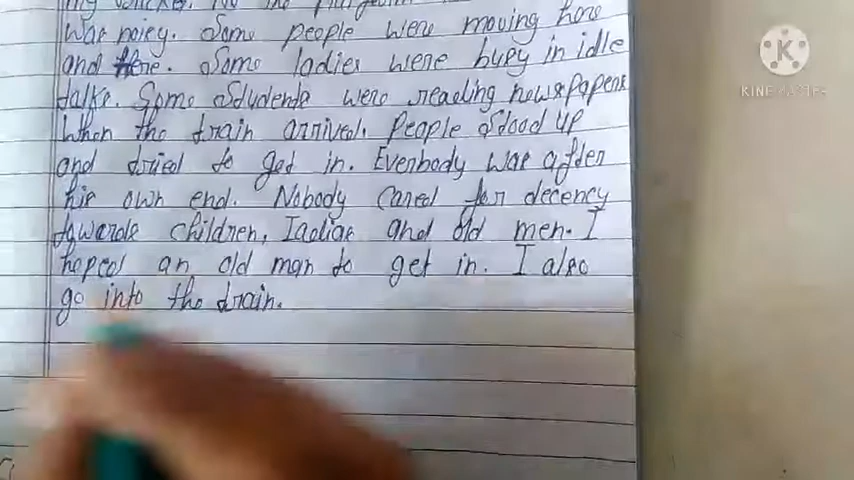 was noisy. Some people were moving here
and there. Some ladies were busy in idle
talks. Some Students were reading newspapers
When the train arrived. People Stood up
and tried to get in. Everbody was after
his own end. Nobody Cared for decency
towards children, Iadies and old men. I
helped an old man to get in. I also
go into the train.
KINEMASTER